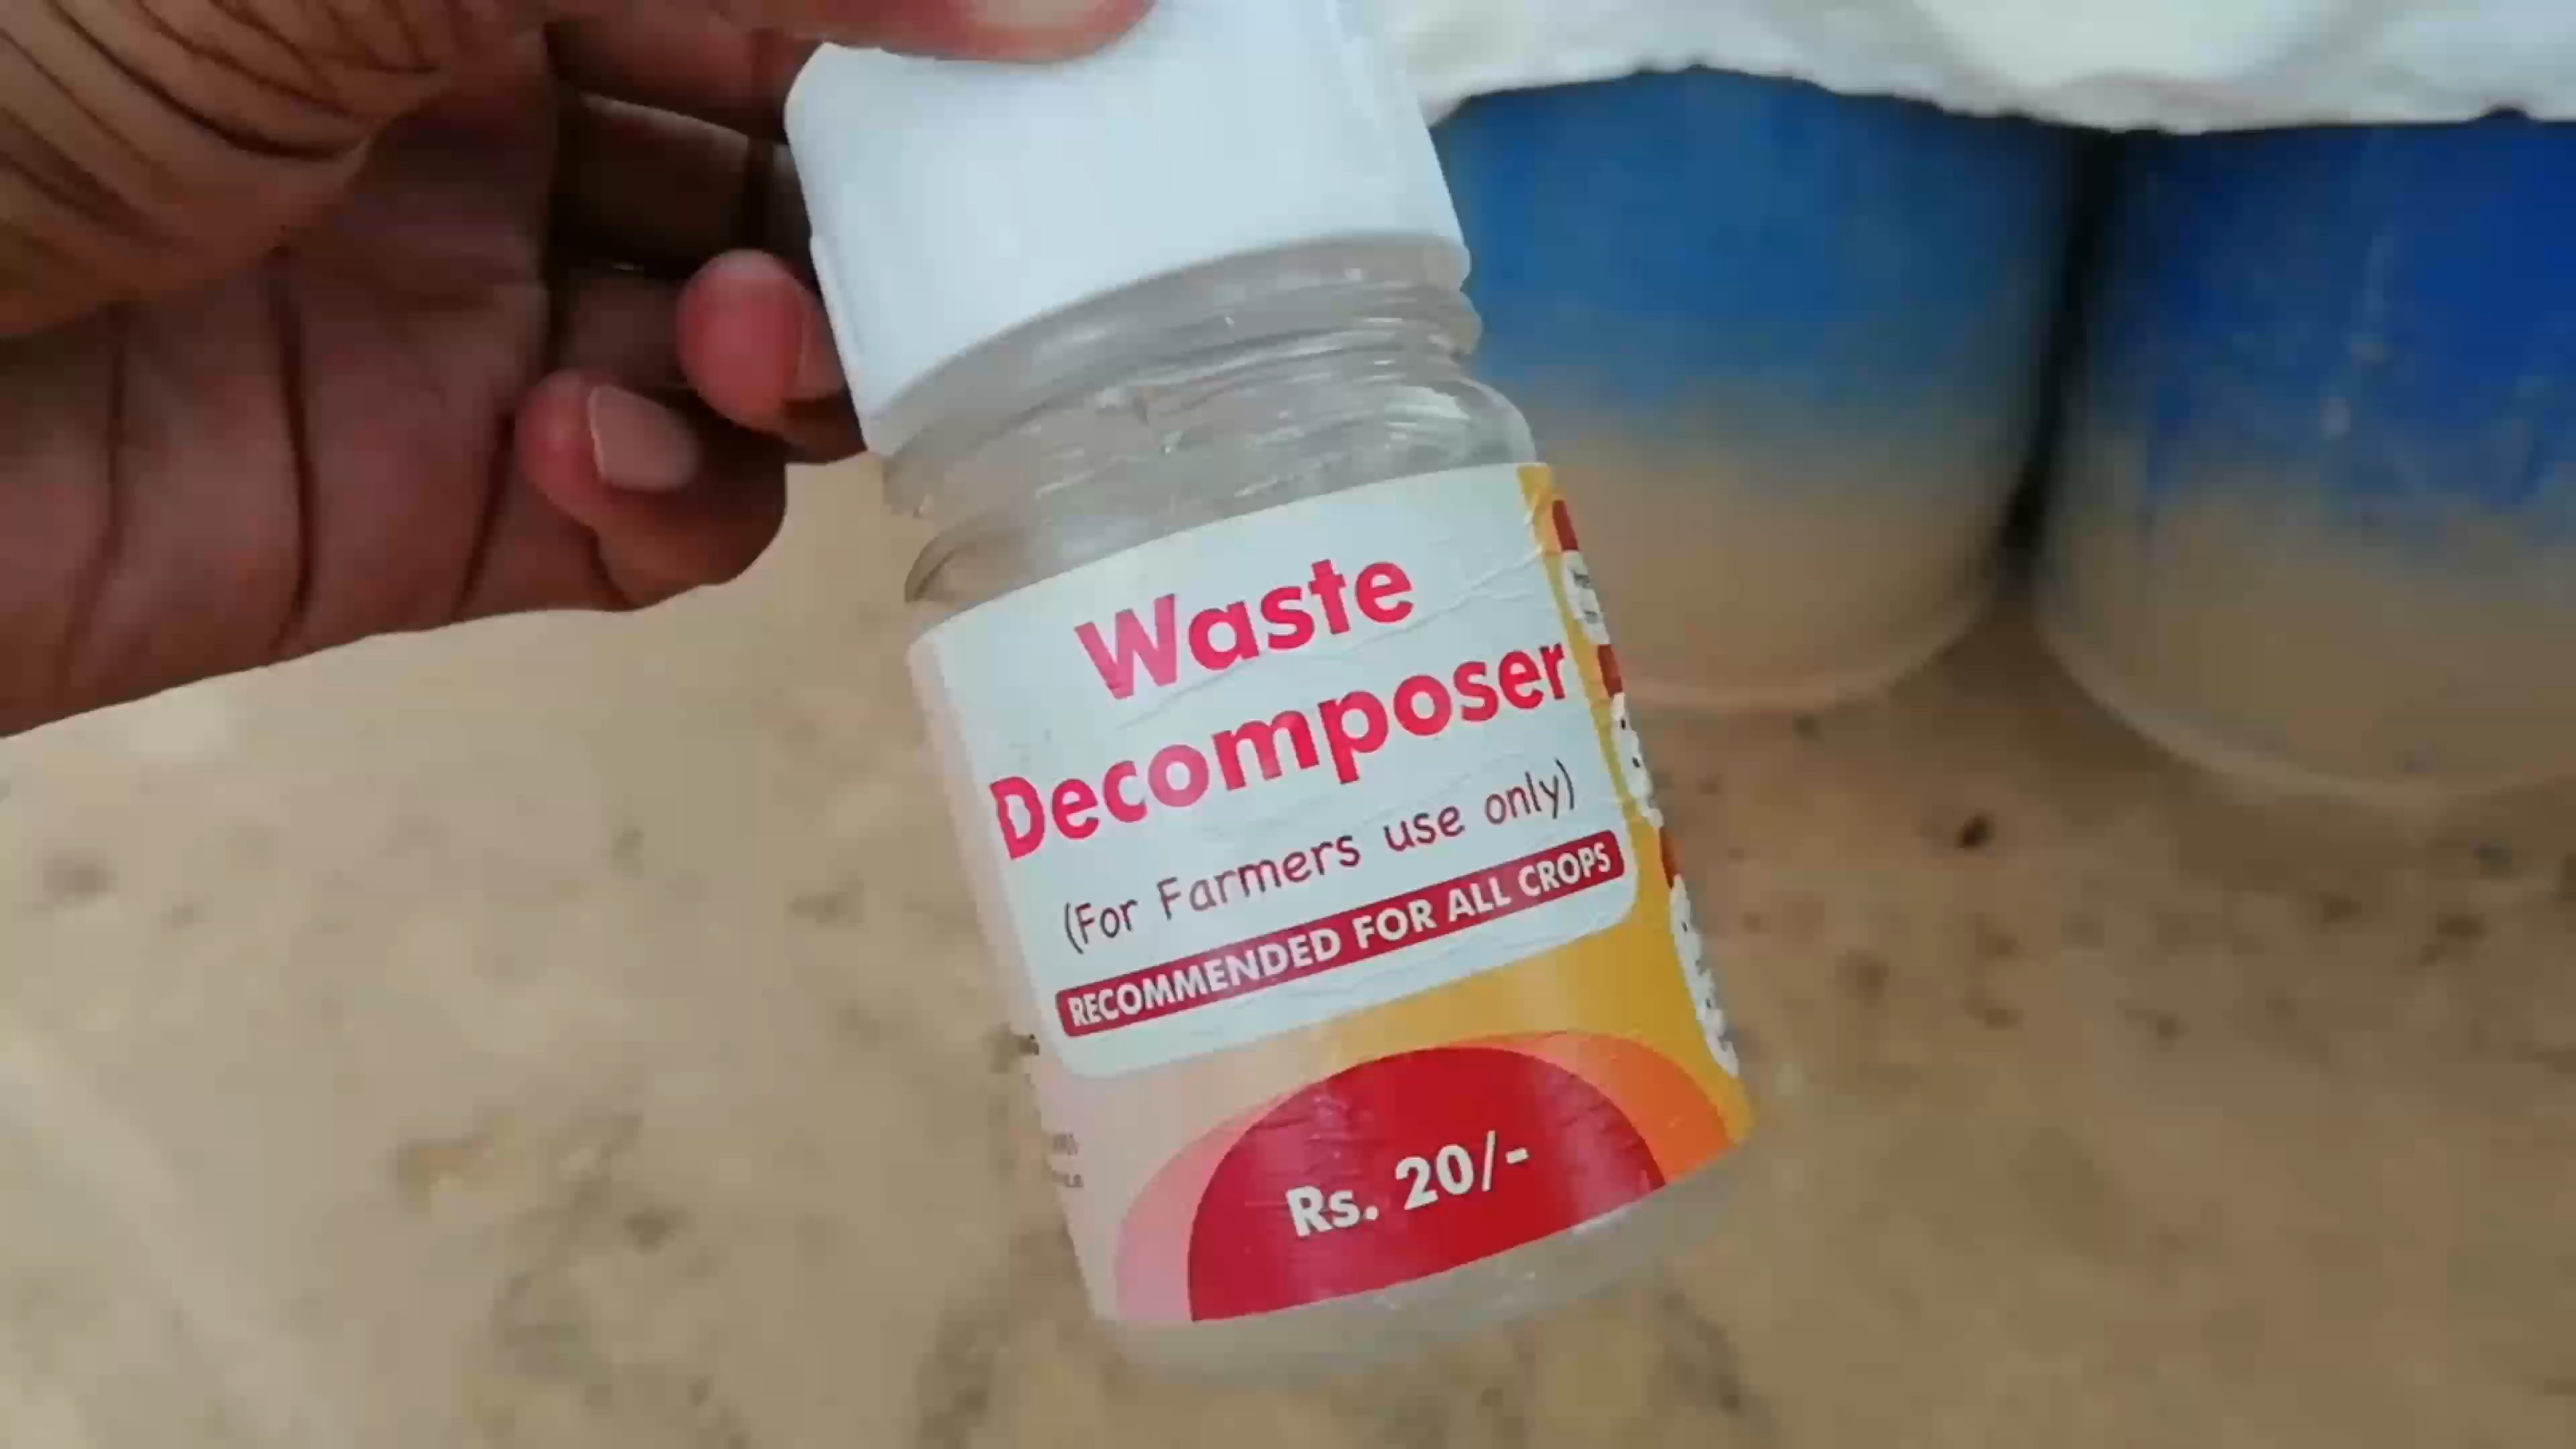 Waste
Decomposer
(For Farmers use only)
RECOMMENDED FOR ALL CROPS
Rs. 20/-